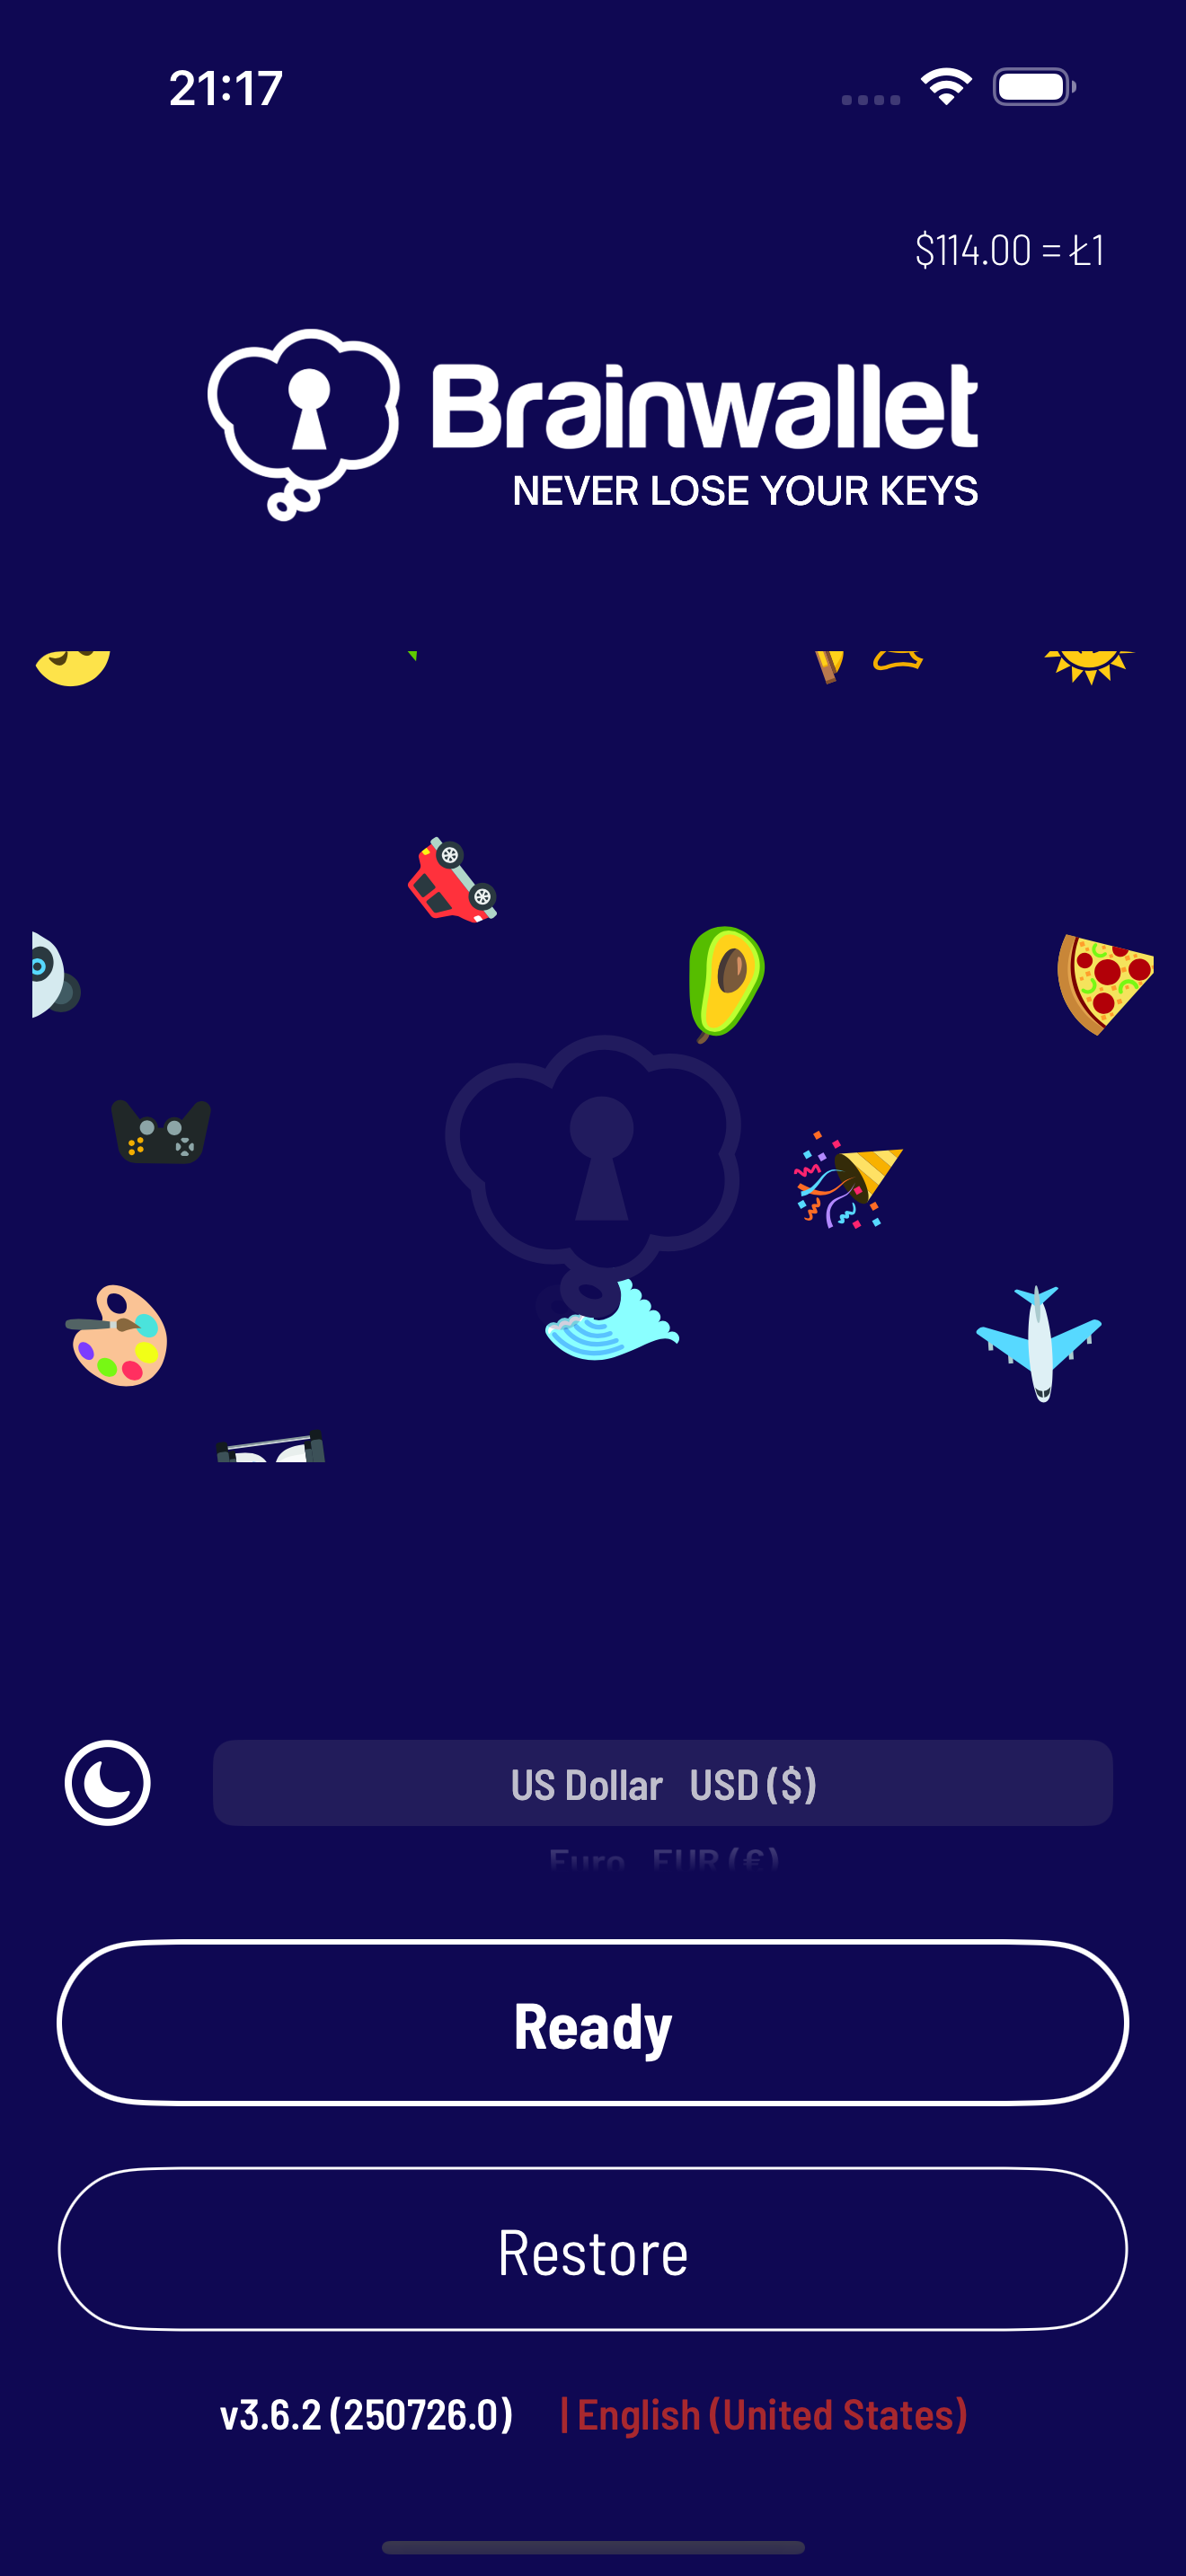 21:17
$114.00 = Ł1
Brainwallet
NEVER LOSE YOUR KEYS
US Dollar USD ($)
Euro EUR (€)
Ready
Restore
v3.6.2 (250726.0) | English (United States)